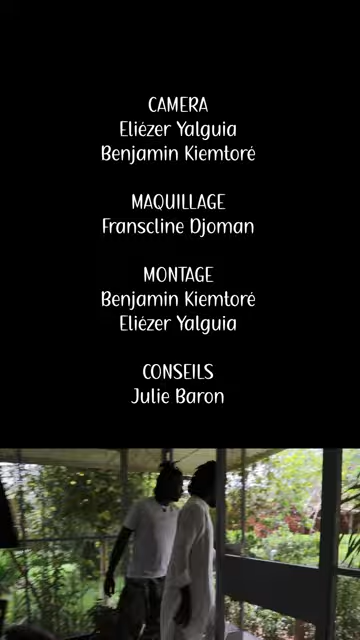 CAMERA
Eliézer Yalguia
Benjamin Kiemtoré
MAQUILLAGE
Franscline Djoman
MONTAGE
Benjamin Kiemtoré
Eliézer Yalguia
CONSEILS
Julie Baron